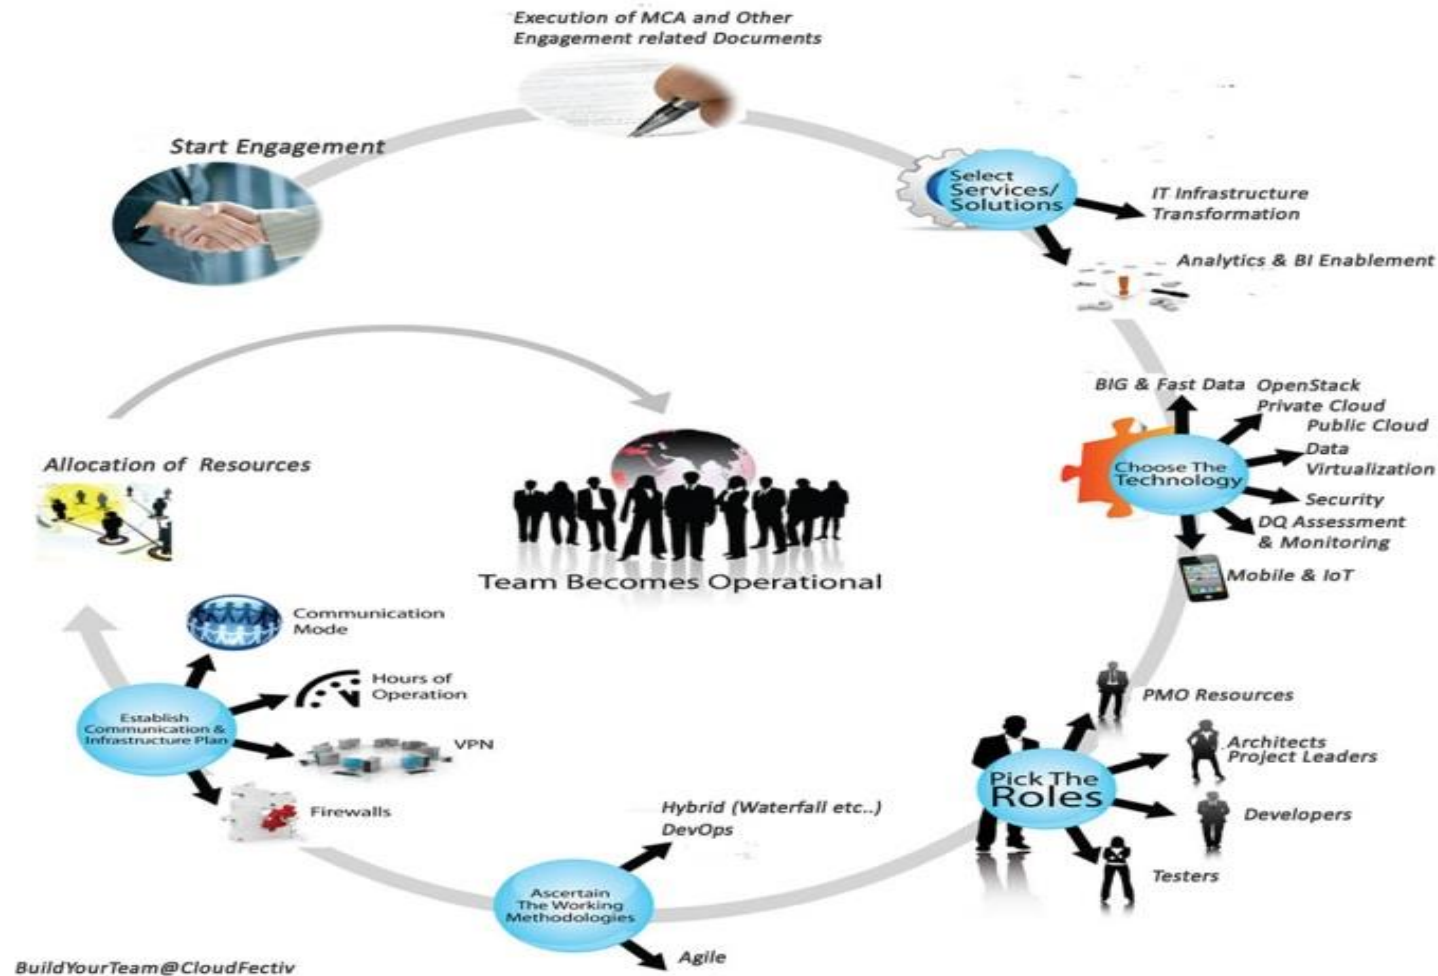 Execution of MCA and Other
Engagement related Documents
Start Engagement
Select
Services/
Solutions
IT Infrastructure
Transformation
Analytics & BI Enablement
BIG & Fast Data
OpenStack
Private Cloud
Public Cloud
Data
Virtualization
Choose The
Technology
Security
DQ Assessment
& Monitoring
Mobile & IoT
Allocation of Resources
Team Becomes Operational
Communication
Mode
Hours of
Operation
Establish
Communication &
Infrastructure Plan
VPN
Firewalls
PMO Resources
Architects
Project Leaders
Pick The
Roles
Developers
Testers
Hybrid (Waterfall etc..)
DevOps
Ascertain
The Working
Methodologies
Agile
BuildYourTeam@CloudFectiv